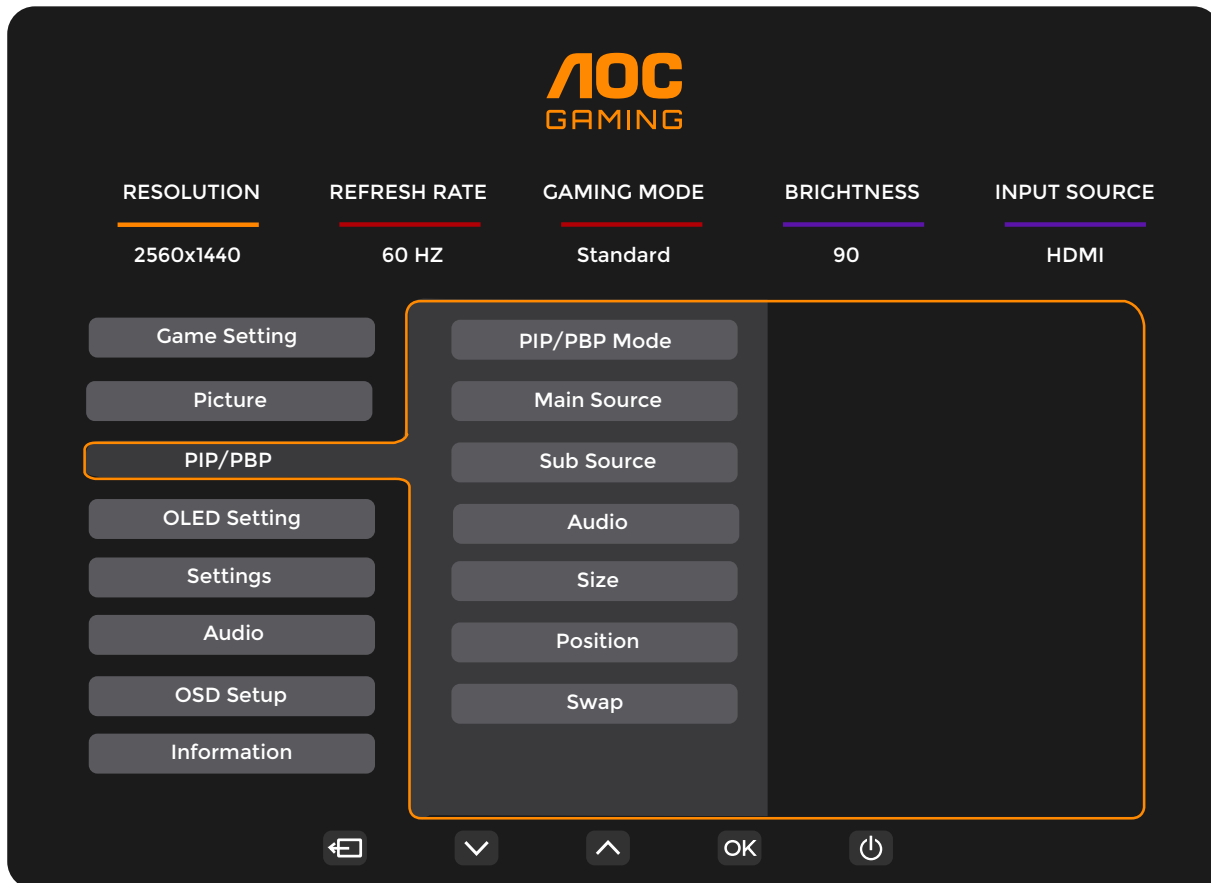 AOC
GAMING
RESOLUTION REFRESH RATE GAMING MODE BRIGHTNESS INPUT SOURCE
2560x1440 60 HZ Standard 90 HDMI
Game Setting
Picture
PIP/PBP
OLED Setting
Settings
Audio
OSD Setup
Information
PIP/PBP Mode
Main Source
Sub Source
Audio
Size
Position
Swap
OK